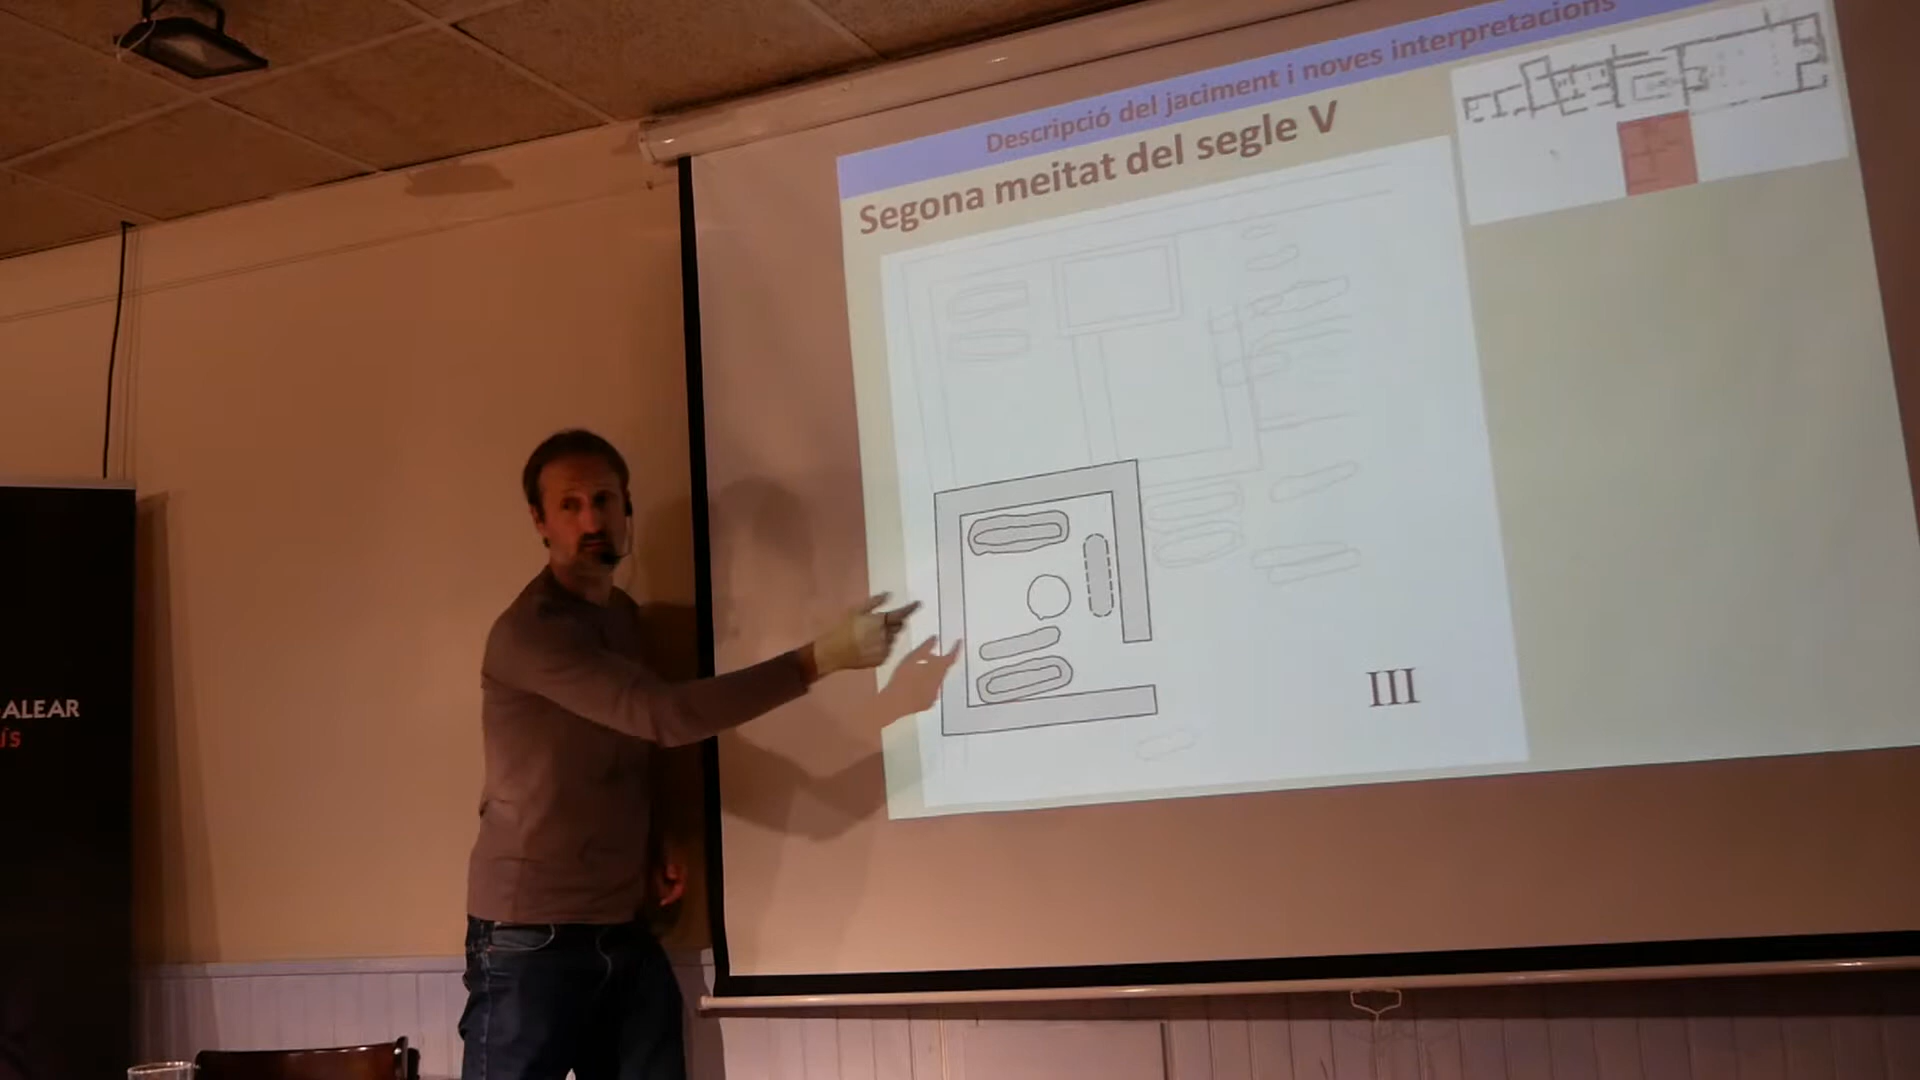 Descripció del jaciment i noves interpretacions
Segona meitat del segle V
III
ALEAR
ÍS